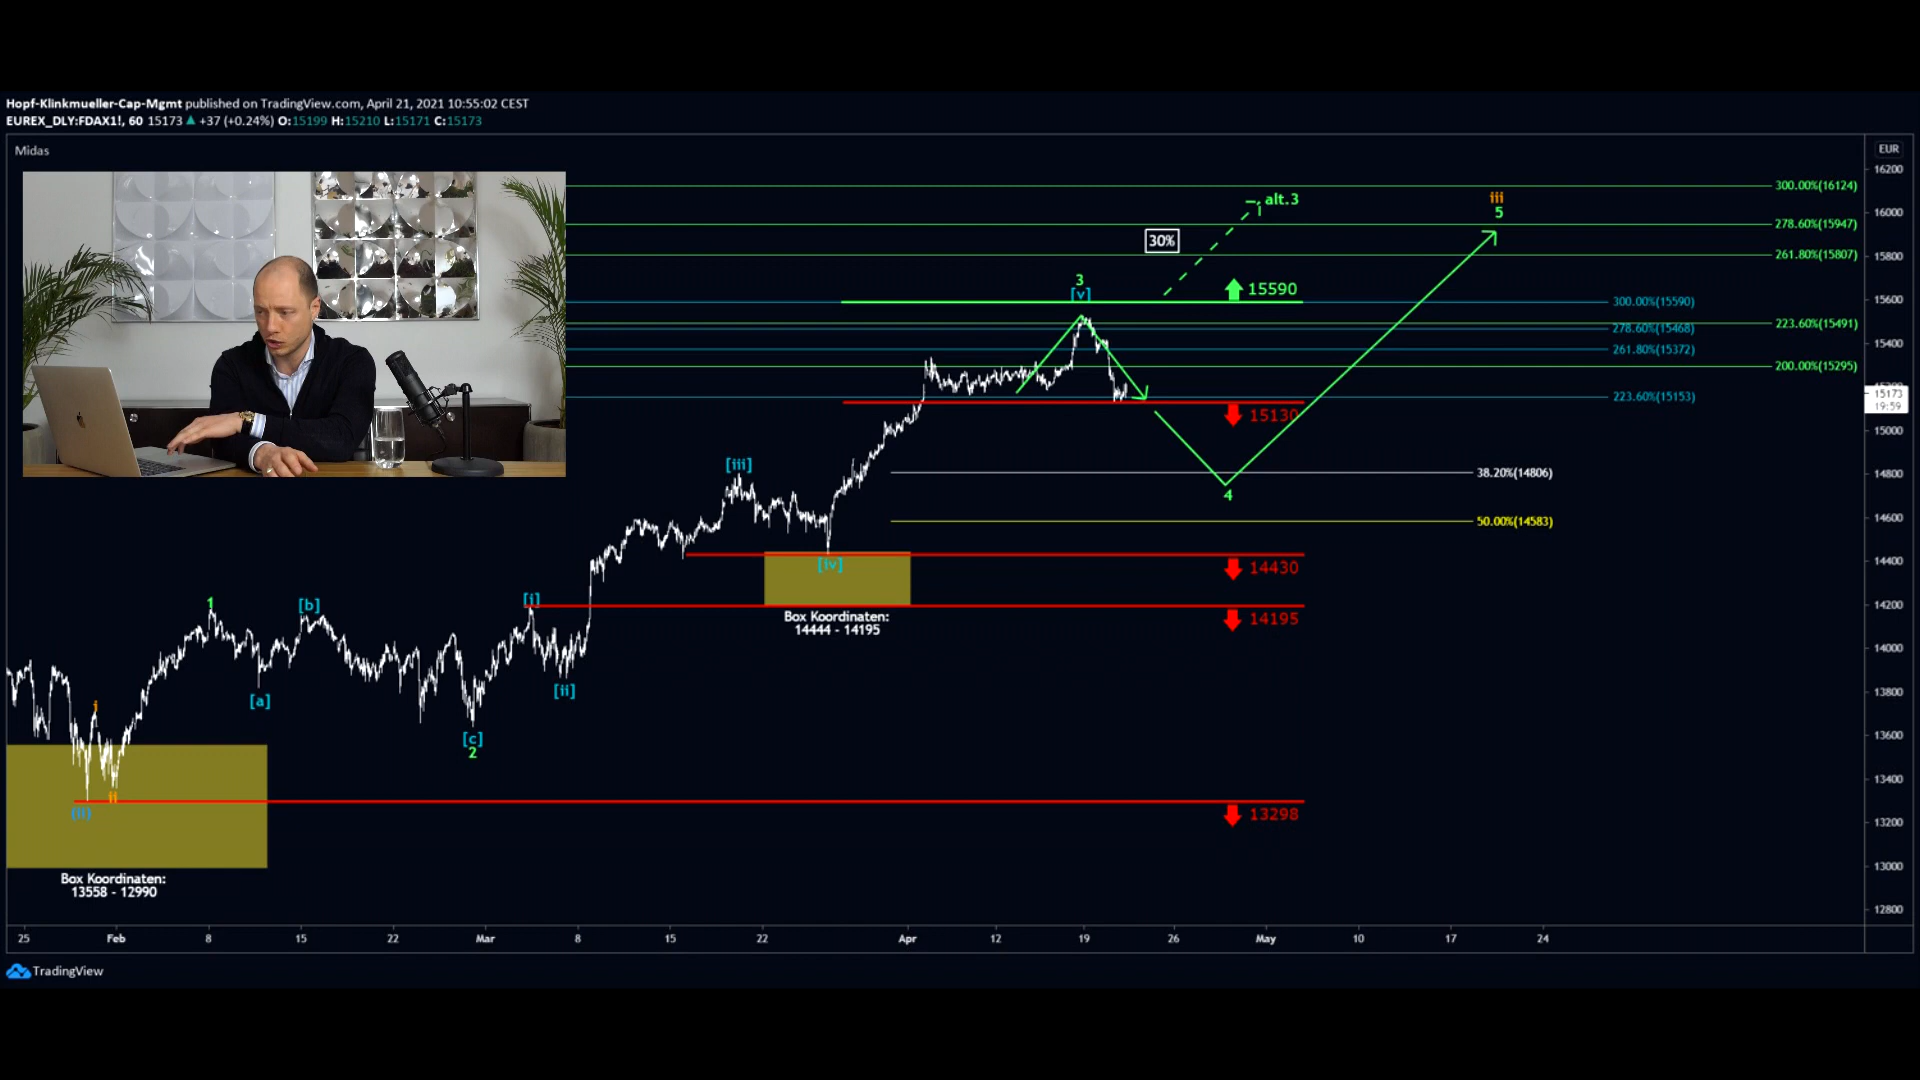 Hopf-Klinkmueller-Cap-Mgmt published on TradingView.com, April 21, 2021 10:55:02 CEST
EUREX_DLY:FDAX1!, 60 15173 ▲ +37 (+0.24%) O:15199 H:15210 L:15171 C:15173
Midas
EUR
16200
300.00%(16124)
alt.3
iii
5
16000
278.60%(15947)
30%
261.80%(15807)
15800
3
[v]
15590
300.00%(15590)
15600
223.60%(15491)
278.60%(15468)
261.80%(15372)
15400
200.00%(15295)
223.60%(15153)
15173
19:59
15130
15000
[iii]
38.20%(14806)
14800
4
50.00%(14583)
14600
[iv]
14430
14400
[i]
14195
14200
Box Koordinaten:
14444 - 14195
1
[b]
14000
[a]
[ii]
13800
i
[c]
2
13600
13400
ii
(ii)
13298
13200
13000
Box Koordinaten:
13558 - 12990
12800
25 Feb 8 15 22 Mar 8 15 22 Apr 12 19 26 May 10 17 24
TradingView